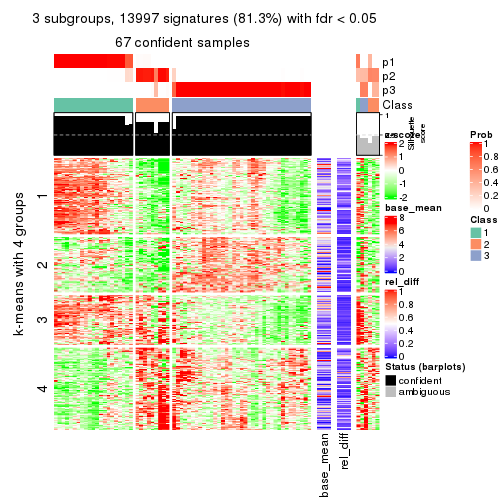 3 subgroups, 13997 signatures (81.3%) with fdr < 0.05
67 confident samples
p1
p2
p3
Class
1
Silhouette
score
z-score
2
1
0
-1
-2
Prob
1
0.8
0.6
0.4
0.2
0
base_mean
8
6
4
2
0
Class
1
2
3
rel_diff
1
0.8
0.6
0.4
0.2
0
Status (barplots)
confident
ambiguous
k-means with 4 groups
1
2
3
4
base_mean
rel_diff